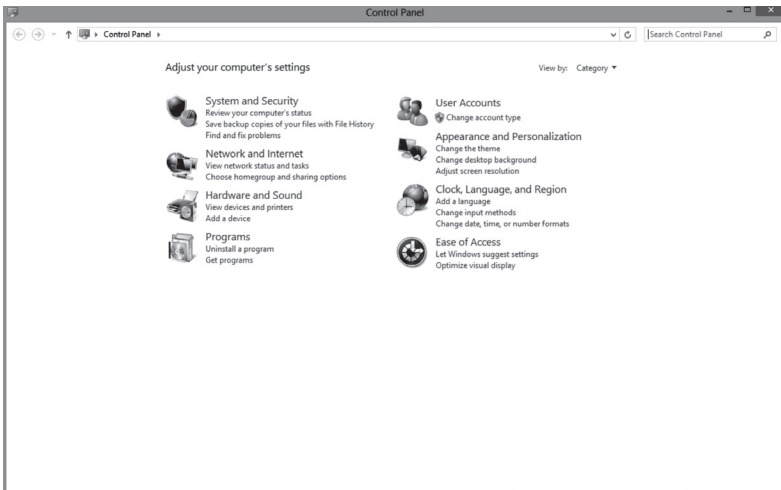 Control Panel
Control Panel
Search Control Panel
Adjust your computer's settings
View by: Category
System and Security
Review your computer's status
Save backup copies of your files with File History
Find and fix problems
Network and Internet
View network status and tasks
Choose homegroup and sharing options
Hardware and Sound
View devices and printers
Add a device
Programs
Uninstall a program
Get programs
User Accounts
Change account type
Appearance and Personalization
Change the theme
Change desktop background
Adjust screen resolution
Clock, Language, and Region
Add a language
Change input methods
Change date, time, or number formats
Ease of Access
Let Windows suggest settings
Optimize visual display